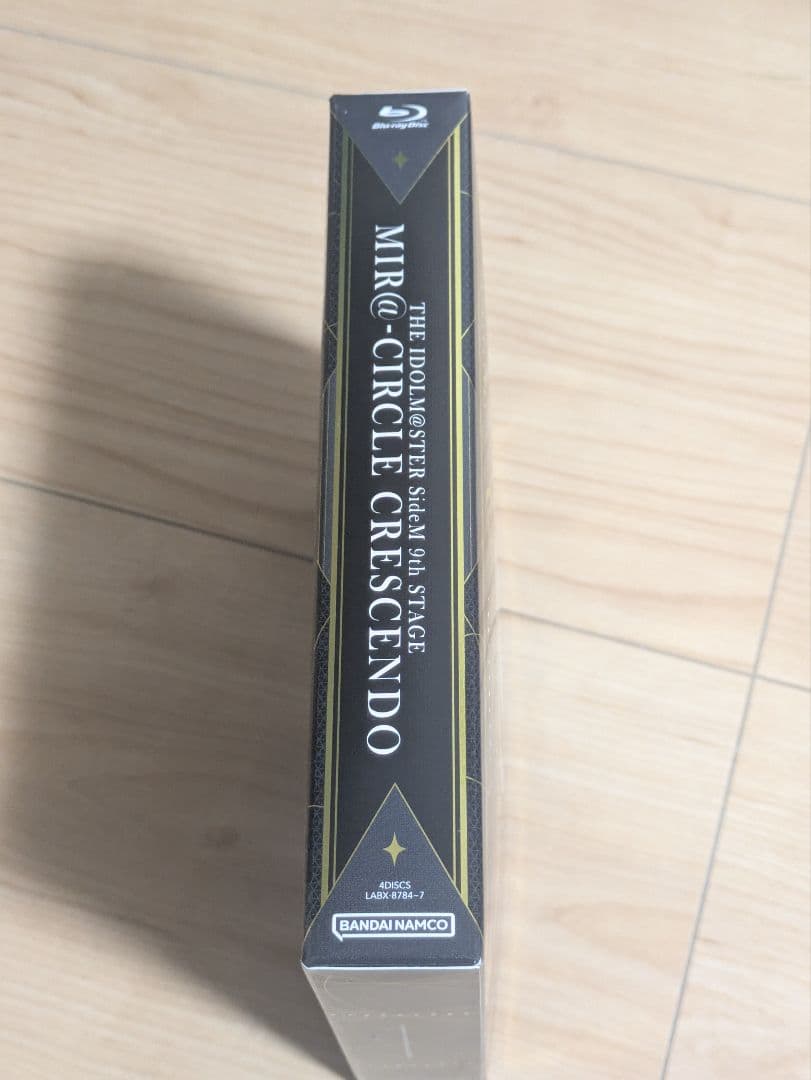 Blu-ray Disc
THE IDOLM@STER SideM 9th STAGE
MIR@-CIRCLE CRESCENDO
4DISCS
LABX-8784~7
BANDAI NAMCO